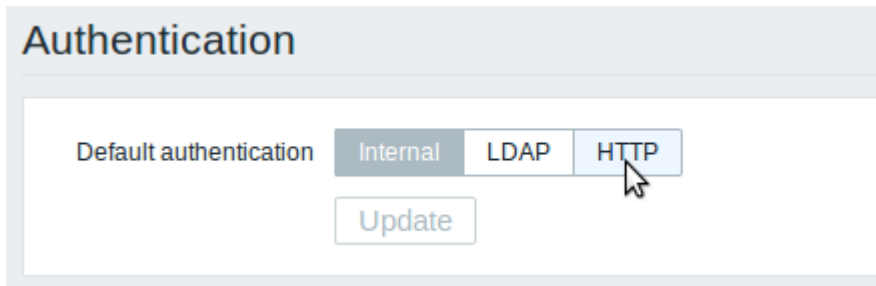 Authentication
Default authentication Internal LDAP HTTP
Update